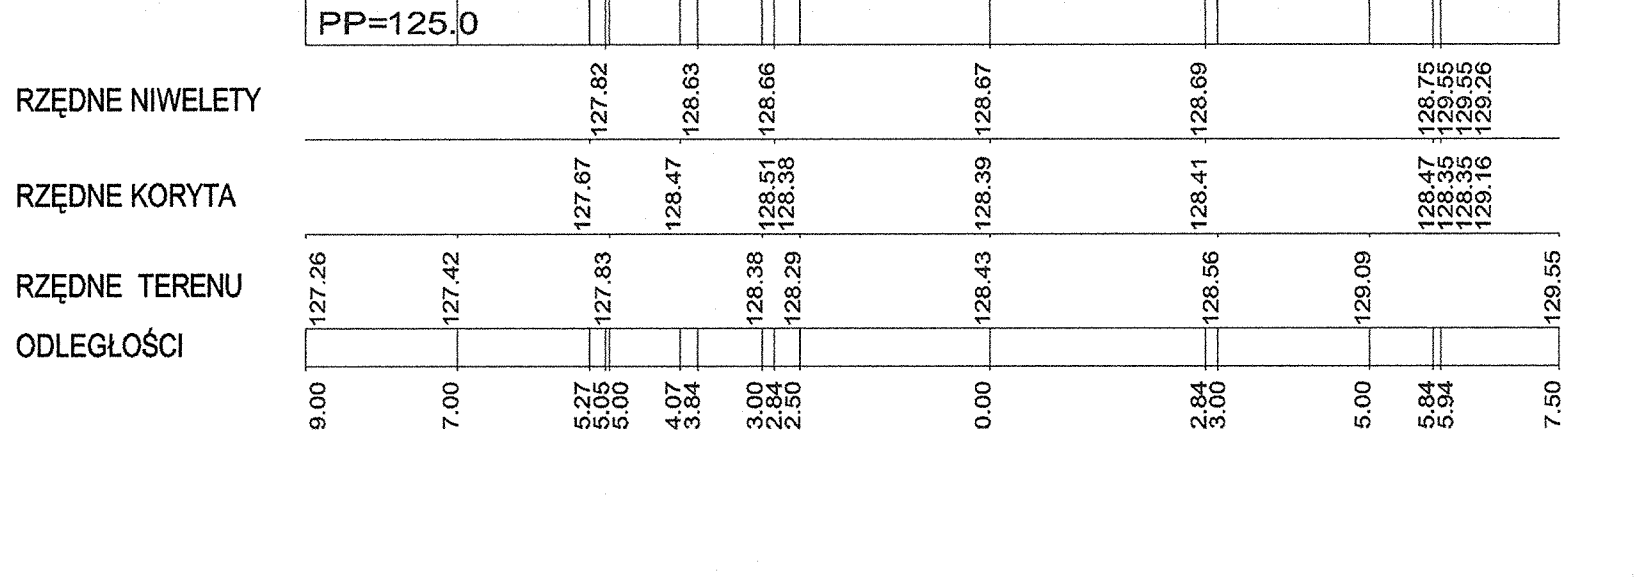 PP=125.0
RZĘDNE NIWELETY 127.82 128.63 128.66 128.67 128.69 128.75 129.55 129.55 129.26
RZĘDNE KORYTA 127.67 128.47 128.51 128.38 128.39 128.41 128.47 128.35 128.35 129.16
RZĘDNE TERENU 127.26 127.42 127.83 128.38 128.29 128.43 128.56 129.09 129.55
ODLEGŁOŚCI
9.00 7.00 5.27 5.05 5.00 4.07 3.84 3.00 2.84 2.50 0.00 2.84 3.00 5.00 5.84 5.94 7.50